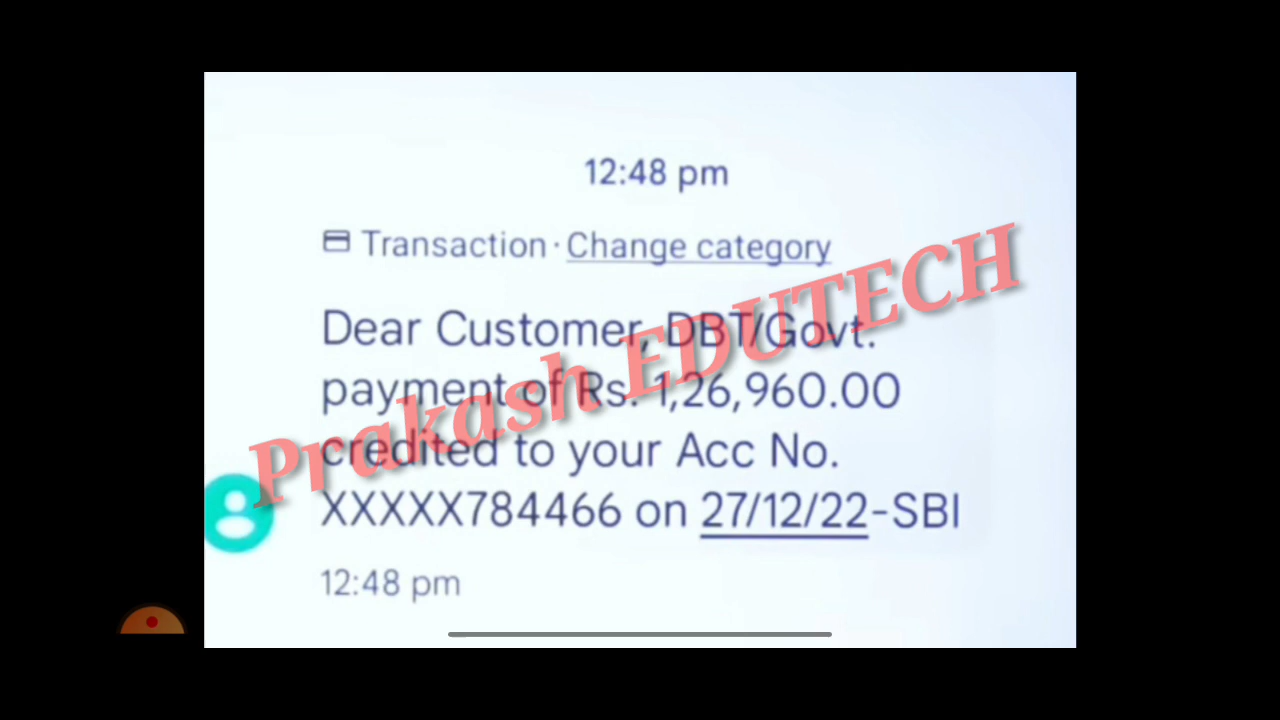 12:48 pm
Transaction · Change category
Dear Customer, DBT/Govt.
payment of Rs. 1,26,960.00
credited to your Acc No.
XXXXX784466 on 27/12/22-SBI
12:48 pm
Prakash EDUTECH